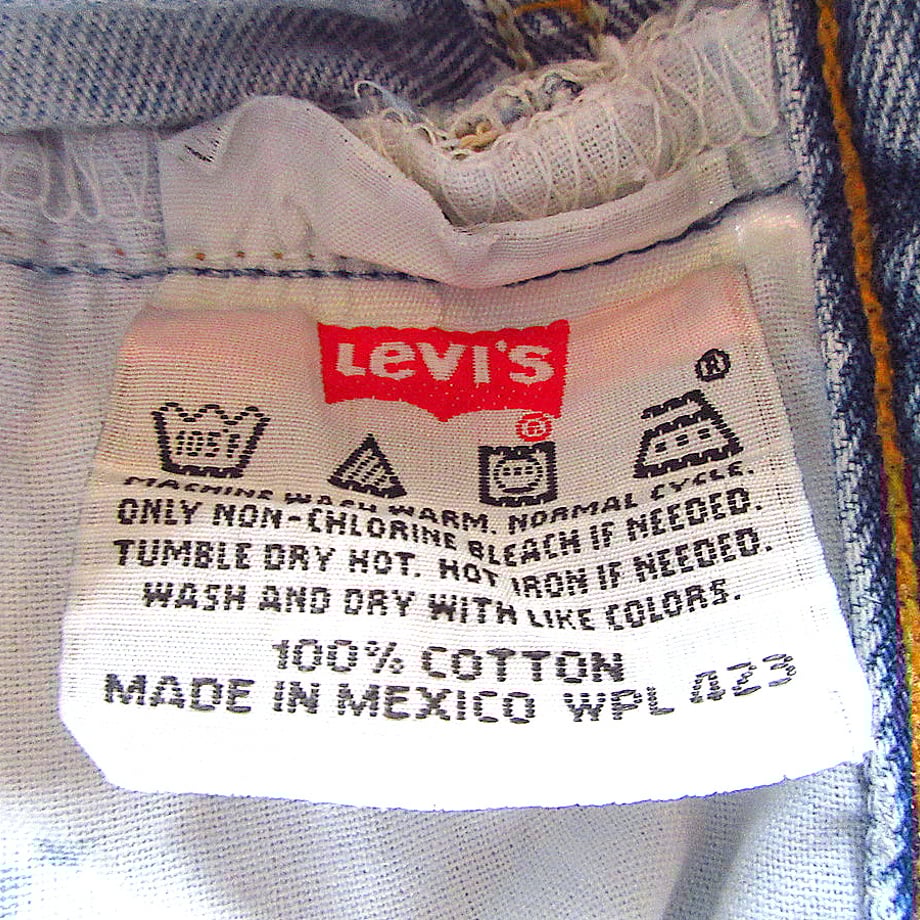 LEVI'S
®
®
105F
MACHINE WASH WARM. NORMAL CYCLE.
ONLY NON-CHLORINE BLEACH IF NEEDED.
TUMBLE DRY HOT. HOT IRON IF NEEDED.
WASH AND DRY WITH LIKE COLORS.
100% COTTON
MADE IN MEXICO WPL 423